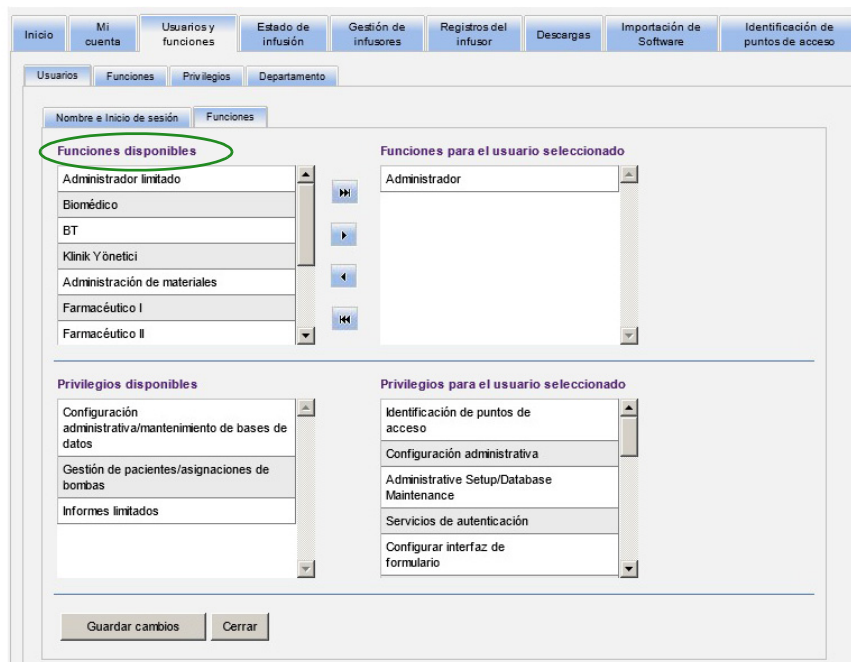 Inicio
Mi
cuenta
Usuarios y
funciones
Estado de
infusión
Gestión de
infusores
Registros del
infusor
Descargas
Importación de
Software
Identificación de
puntos de acceso
Usuarios
Funciones
Privilegios
Departamento
Nombre e Inicio de sesión
Funciones
Funciones disponibles
Administrador limitado
Biomédico
BT
Klinik Yönetici
Administración de materiales
Farmacéutico I
Farmacéutico II
Funciones para el usuario seleccionado
Administrador
Privilegios disponibles
Configuración
administrativa/mantenimiento de bases de
datos
Gestión de pacientes/asignaciones de
bombas
Informes limitados
Privilegios para el usuario seleccionado
Identificación de puntos de
acceso
Configuración administrativa
Administrative Setup/Database
Maintenance
Servicios de autenticación
Configurar interfaz de
formulario
Guardar cambios
Cerrar